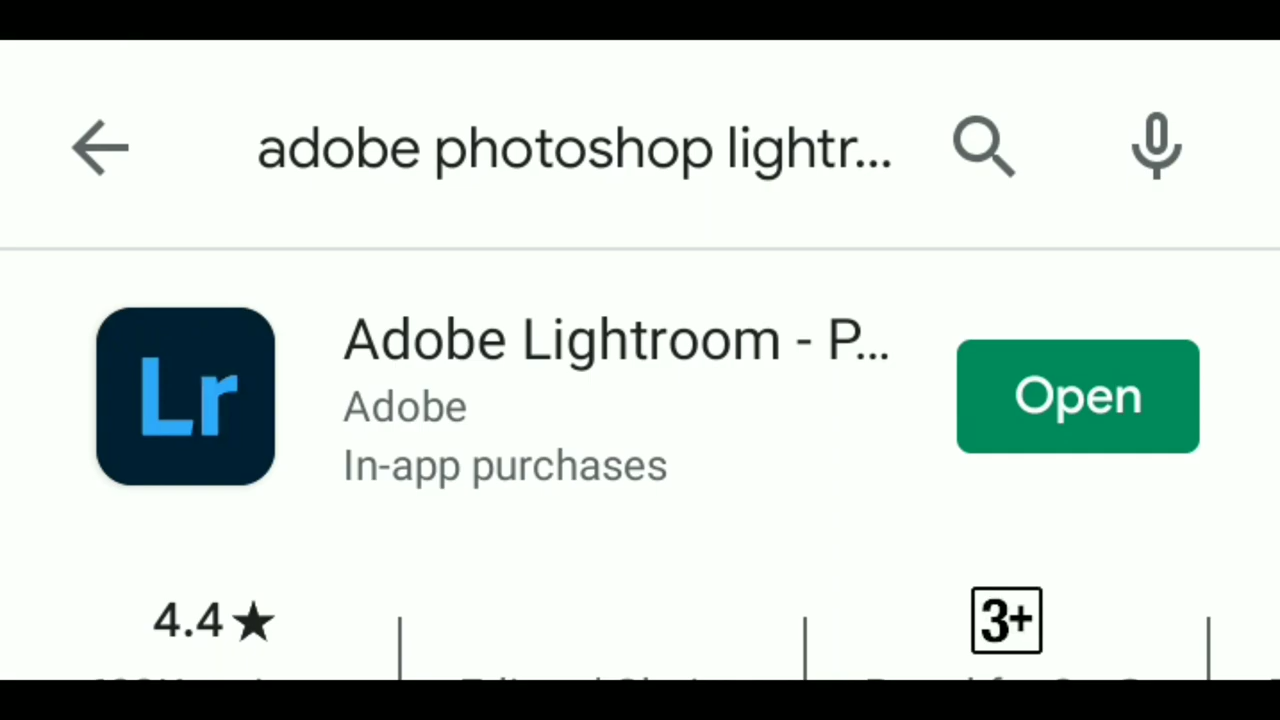 adobe photoshop lightr...
Lr
Adobe Lightroom - P...
Adobe
In-app purchases
Open
4.4★
3+